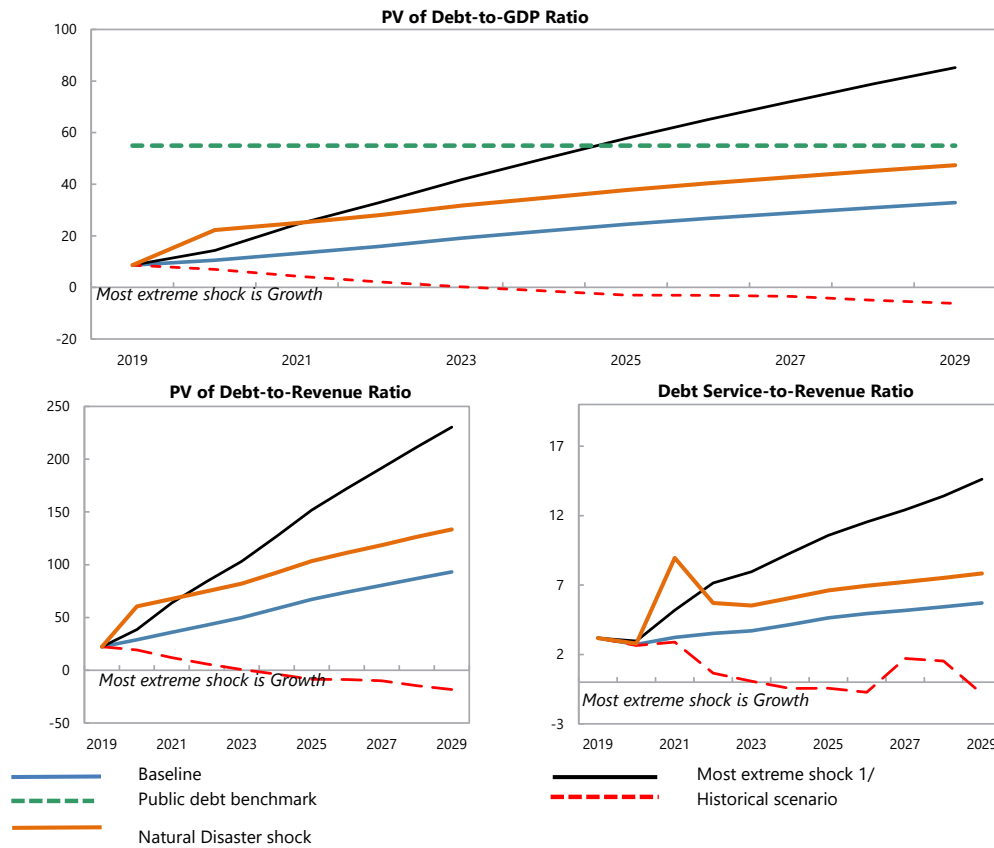 PV of Debt-to-GDP Ratio
100
80
60
40
20
0
Most extreme shock is Growth
-20
2019 2021 2023 2025 2027 2029
PV of Debt-to-Revenue Ratio
250
200
150
100
50
0
Most extreme shock is Growth
-50
2019 2021 2023 2025 2027 2029
Debt Service-to-Revenue Ratio
17
12
7
2
Most extreme shock is Growth
-3
2019 2021 2023 2025 2027 2029
Baseline
Public debt benchmark
Natural Disaster shock
Most extreme shock 1/
Historical scenario